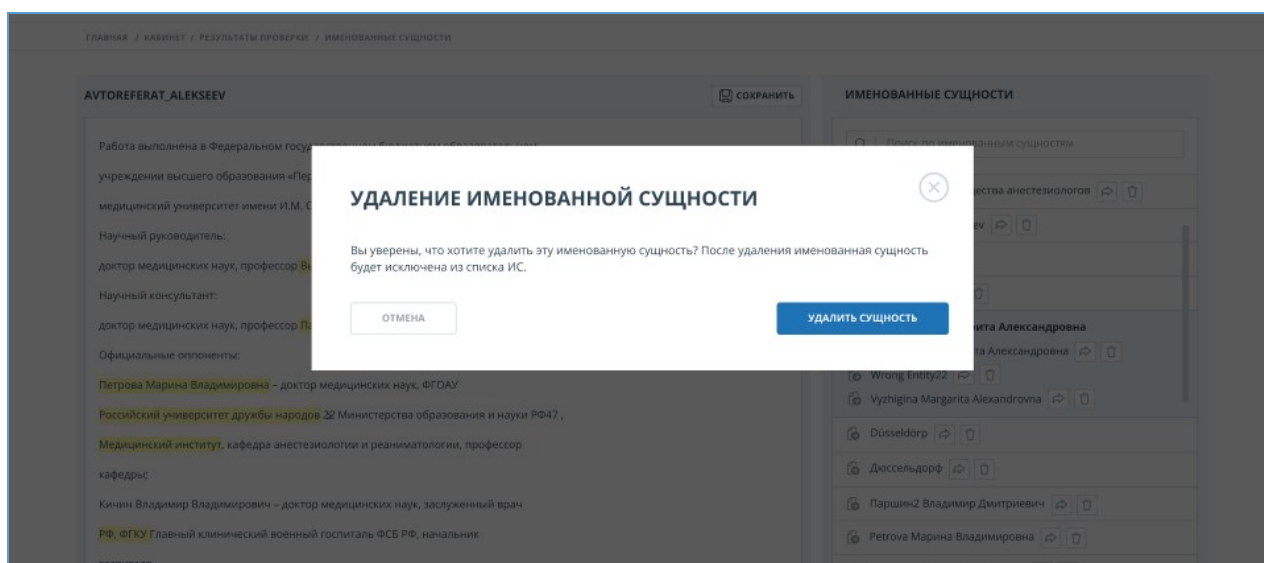 ГЛАВНАЯ / КАБИНЕТ / РЕЗУЛЬТАТЫ ПРОВЕРКИ / ИМЕНОВАННЫЕ СУЩНОСТИ
AVTOREFERAT_ALEKSEEV
СОХРАНИТЬ
Работа выполнена в Федеральном
учреждении высшего образования
медицинский университет имени И.М.
Научный руководитель:
доктор медицинских наук, профессор
Научный консультант:
доктор медицинских наук, профессор
Официальные оппоненты:
Петрова Марина Владимировна – доктор медицинских наук, ФГОАУ
Российский университет дружбы народов 22 Министерства образования и науки РФ47 ,
Медицинский институт, кафедра анестезиологии и реаниматологии, профессор
кафедры;
Кичин Владимир Владимирович – доктор медицинских наук, заслуженный врач
РФ, ФГКУ Главный клинический военный госпиталь ФСБ РФ, начальник
УДАЛЕНИЕ ИМЕНОВАННОЙ СУЩНОСТИ
Вы уверены, что хотите удалить эту именованную сущность? После удаления именованная сущность
будет исключена из списка ИС.
ОТМЕНА
УДАЛИТЬ СУЩНОСТЬ
ИМЕНОВАННЫЕ СУЩНОСТИ
Поиск по именованным сущностям
анестезиологов
Александровна
Александровна
Wrong Entity22
Vyzhigina Margarita Alexandrovna
Düsseldörp
Дюссельдорф
Паршин2 Владимир Дмитриевич
Petrova Марина Владимировна